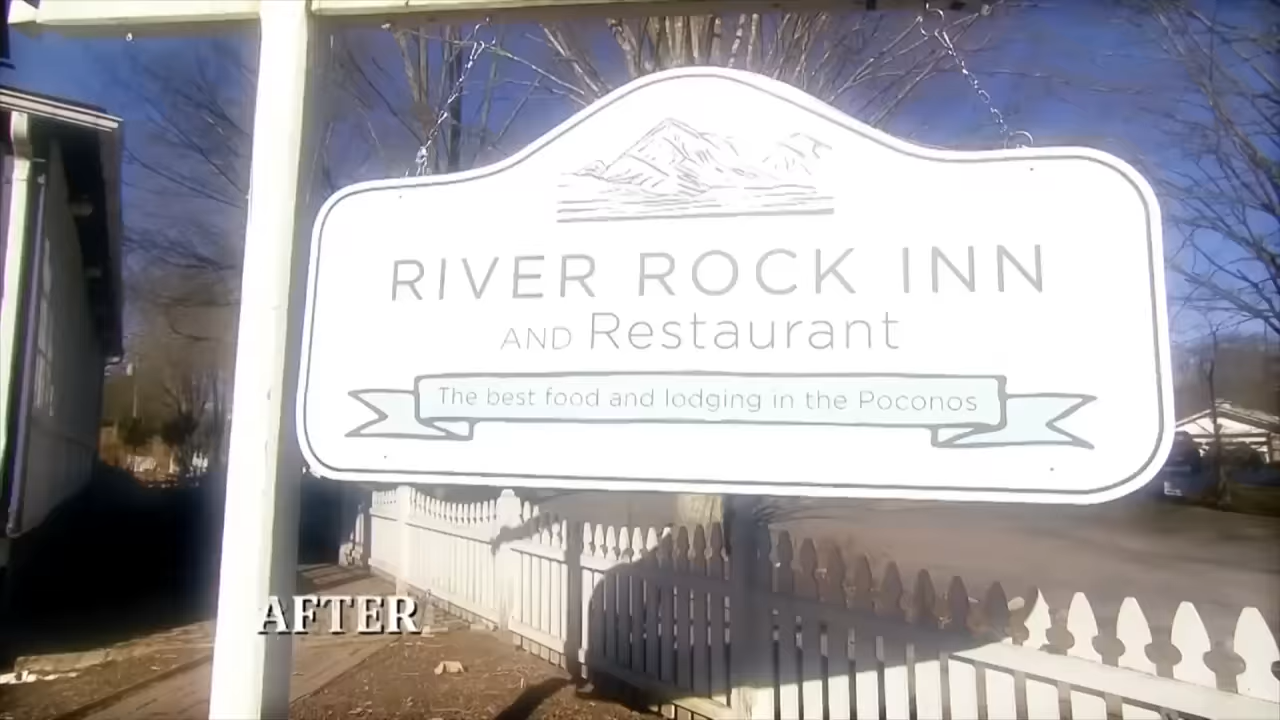 RIVER ROCK INN
AND Restaurant
The best food and lodging in the Poconos
AFTER